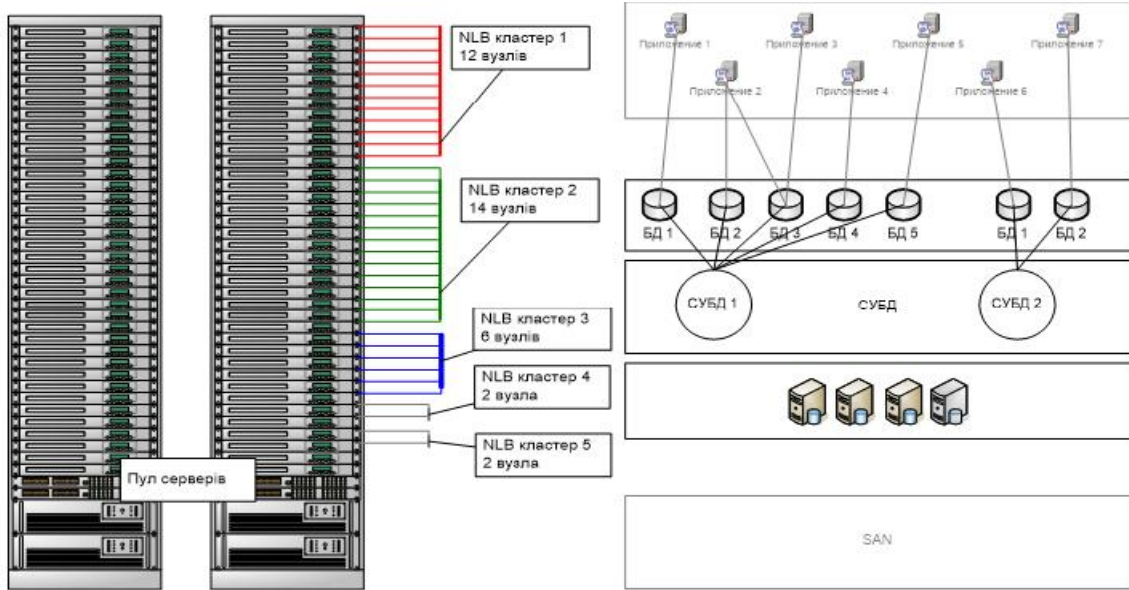 NLB кластер 1
12 вузлів
NLB кластер 2
14 вузлів
NLB кластер 3
6 вузлів
NLB кластер 4
2 вузла
NLB кластер 5
2 вузла
Пул серверів
Приложение 1
Приложение 3
Приложение 5
Приложение 7
Приложение 2
Приложение 4
Приложение 6
БД 1
БД 2
БД 3
БД 4
БД 5
БД 1
БД 2
СУБД 1
СУБД
СУБД 2
SAN